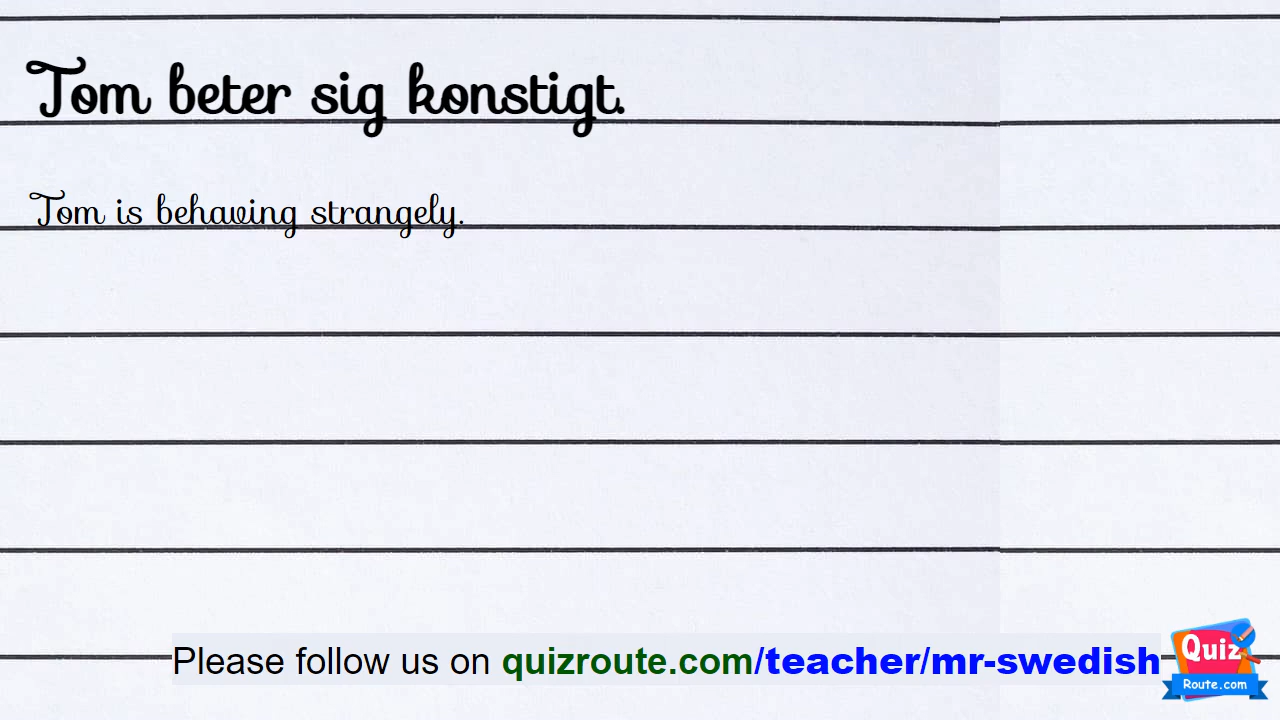 Tom beter sig konstigt.
Tom is behaving strangely.
Please follow us on quizroute.com/teacher/mr-swedish
Quiz
Route.com